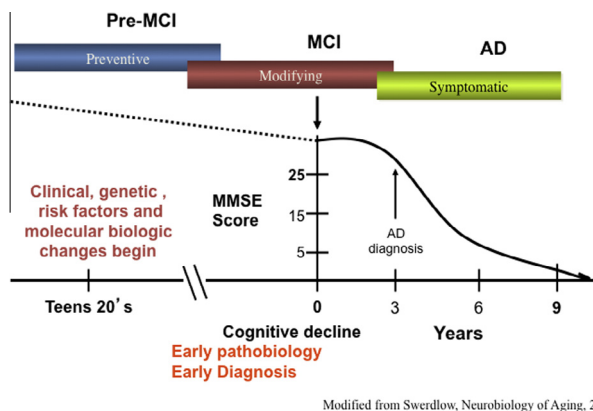 Pre-MCI
MCI
AD
Preventive
Modifying
Symptomatic
Clinical, genetic ,
risk factors and
molecular biologic
changes begin
MMSE
Score
25
15
5
AD
diagnosis
Teens 20's
0
3
6
9
Cognitive decline
Years
Early pathobiology
Early Diagnosis
Modified from Swerdlow, Neurobiology of Aging,